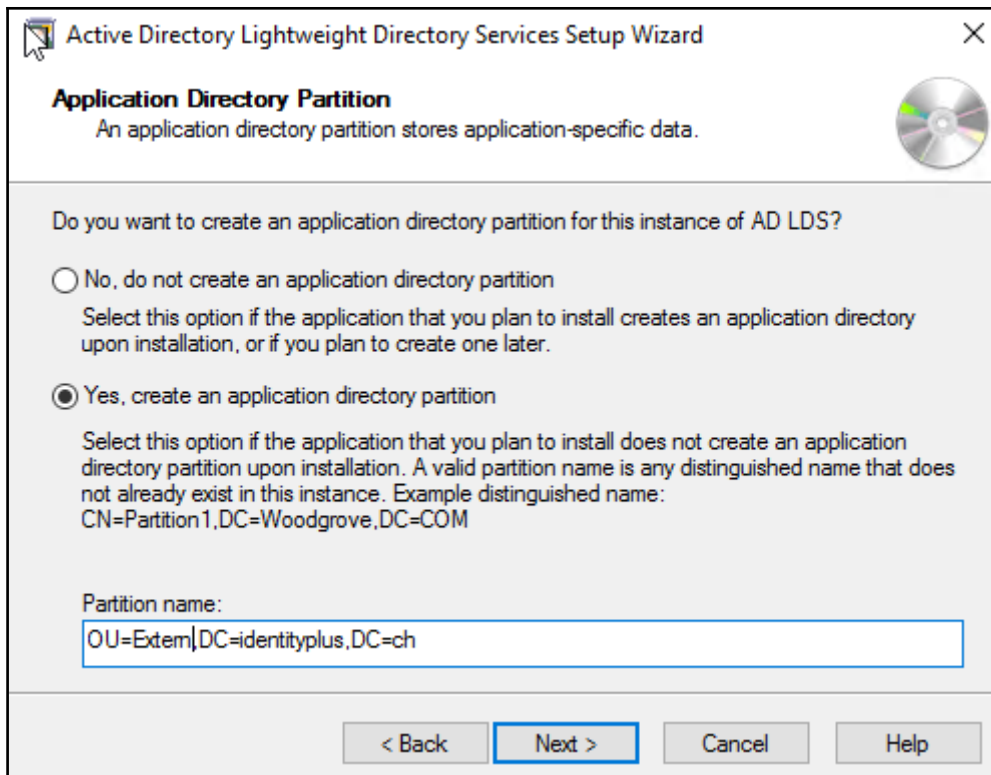 Active Directory Lightweight Directory Services Setup Wizard
Application Directory Partition
An application directory partition stores application-specific data.
Do you want to create an application directory partition for this instance of AD LDS?
No, do not create an application directory partition
Select this option if the application that you plan to install creates an application directory
upon installation, or if you plan to create one later.
Yes, create an application directory partition
Select this option if the application that you plan to install does not create an application
directory partition upon installation. A valid partition name is any distinguished name that does
not already exist in this instance. Example distinguished name:
CN=Partition1,DC=Woodgrove,DC=COM
Partition name:
OU=Extern,DC=identityplus,DC=ch
< Back
Next >
Cancel
Help